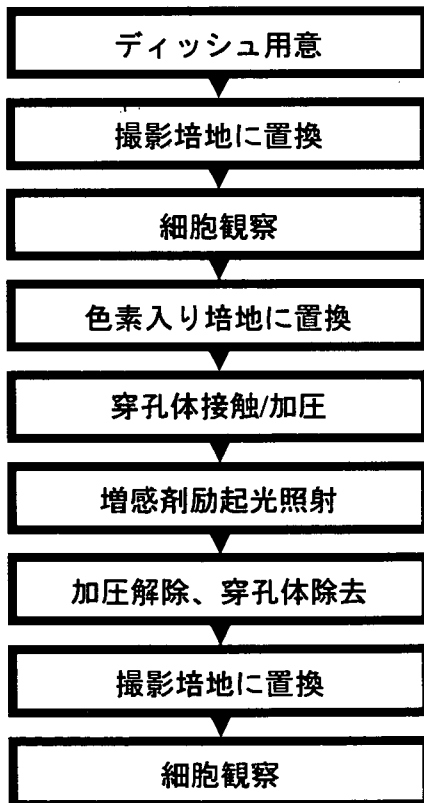 ディッシュ用意
撮影培地に置換
細胞観察
色素入り培地に置換
穿孔体接触/加圧
増感剤励起光照射
加圧解除、穿孔体除去
撮影培地に置換
細胞観察